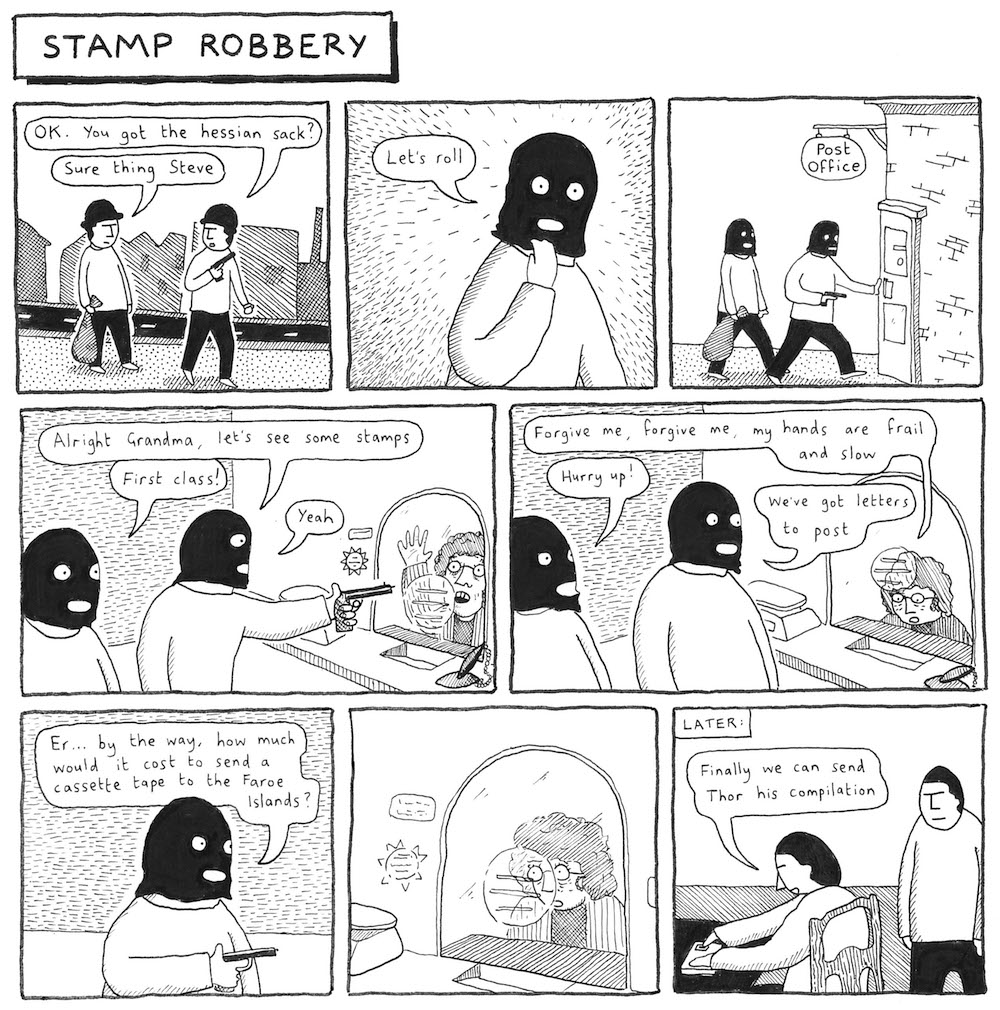 STAMP ROBBERY
OK. You got the hessian sack?
Sure thing Steve
Let's roll
Post
Office
Alright Grandma, let's see some stamps
First class!
Yeah
Forgive me, forgive me, my hands are frail
and slow
Hurry up!
We've got letters
to post
Er... by the way, how much
would it cost to send a
cassette tape to the Faroe
Islands?
LATER:
Finally we can send
Thor his compilation